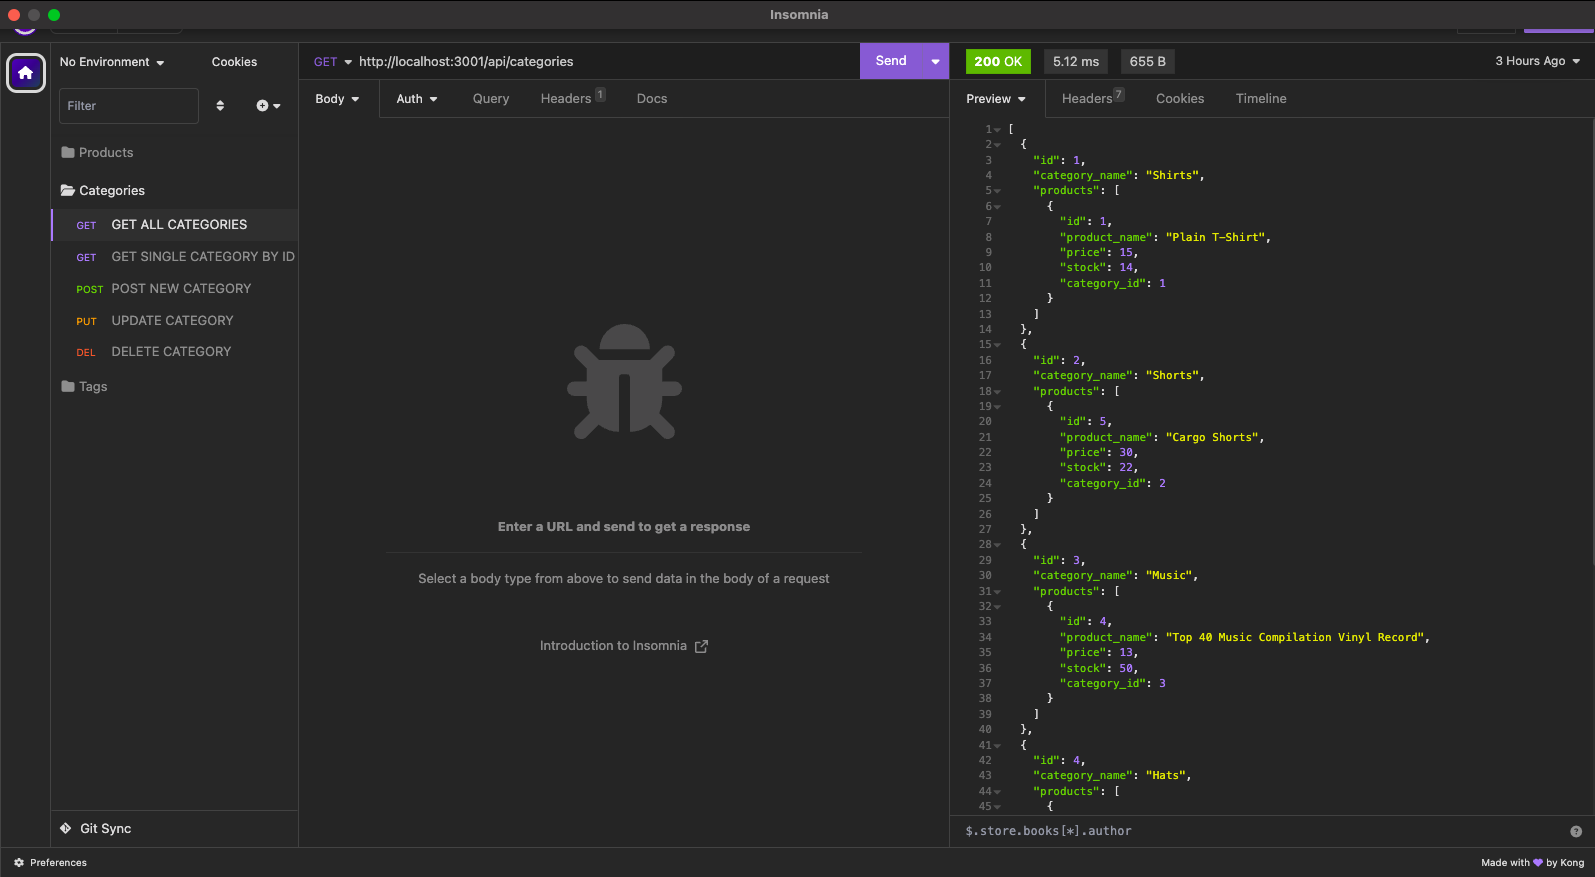 Insomnia
No Environment
Cookies
Filter
Products
Categories
GET GET ALL CATEGORIES
GET GET SINGLE CATEGORY BY ID
POST POST NEW CATEGORY
PUT UPDATE CATEGORY
DEL DELETE CATEGORY
Tags
Git Sync
Preferences
GET http://localhost:3001/api/categories
Send
Body
Auth
Query
Headers 1
Docs
Enter a URL and send to get a response
Select a body type from above to send data in the body of a request
Introduction to Insomnia
200 OK
5.12 ms
655 B
3 Hours Ago
Preview
Headers 7
Cookies
Timeline
1 [
2 {
3 "id": 1,
4 "category_name": "Shirts",
5 "products": [
6 {
7 "id": 1,
8 "product_name": "Plain T-Shirt",
9 "price": 15,
10 "stock": 14,
11 "category_id": 1
12 }
13 ]
14 },
15 {
16 "id": 2,
17 "category_name": "Shorts",
18 "products": [
19 {
20 "id": 5,
21 "product_name": "Cargo Shorts",
22 "price": 30,
23 "stock": 22,
24 "category_id": 2
25 }
26 ]
27 },
28 {
29 "id": 3,
30 "category_name": "Music",
31 "products": [
32 {
33 "id": 4,
34 "product_name": "Top 40 Music Compilation Vinyl Record",
35 "price": 13,
36 "stock": 50,
37 "category_id": 3
38 }
39 ]
40 },
41 {
42 "id": 4,
43 "category_name": "Hats",
44 "products": [
45 {
$.store.books[*].author
?
Made with 💜 by Kong